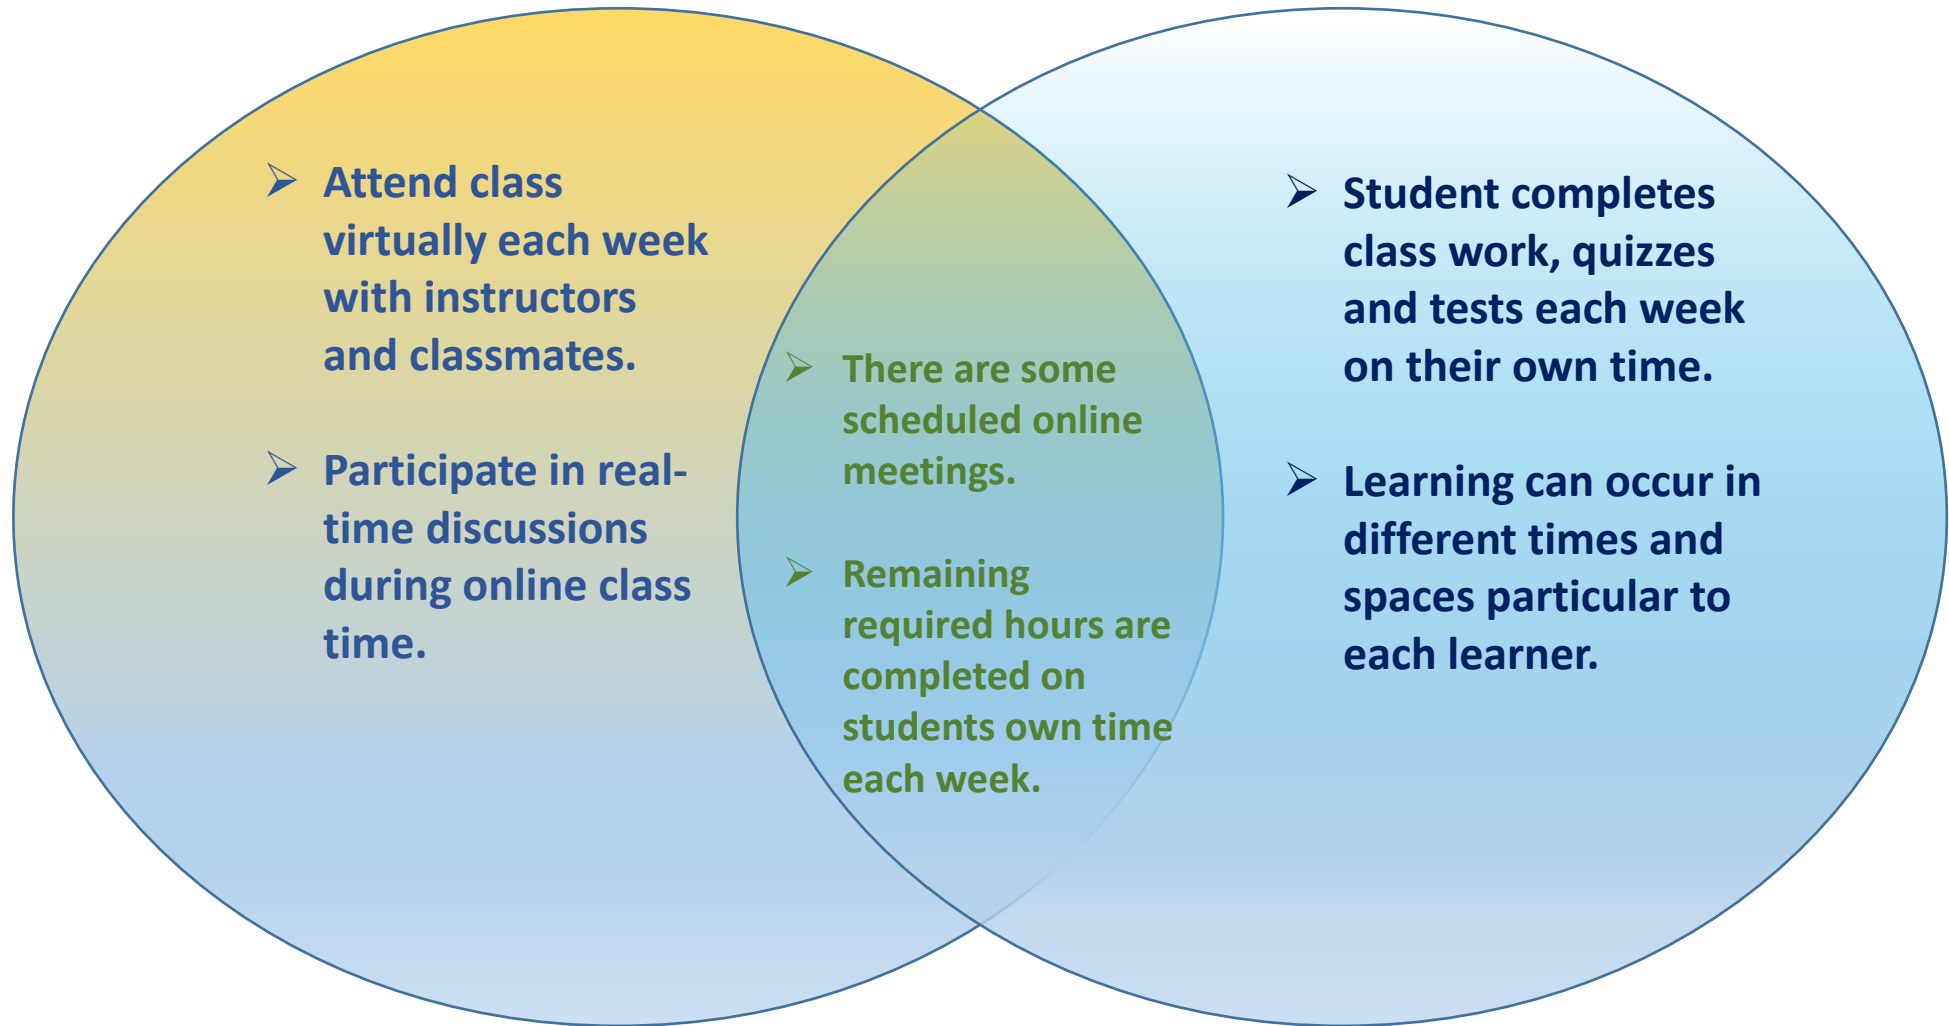 ➢ Attend class
virtually each week
with instructors
and classmates.
➢ Participate in real-
time discussions
during online class
time.
➢ There are some
scheduled online
meetings.
➢ Remaining
required hours are
completed on
students own time
each week.
➢ Student completes
class work, quizzes
and tests each week
on their own time.
➢ Learning can occur in
different times and
spaces particular to
each learner.